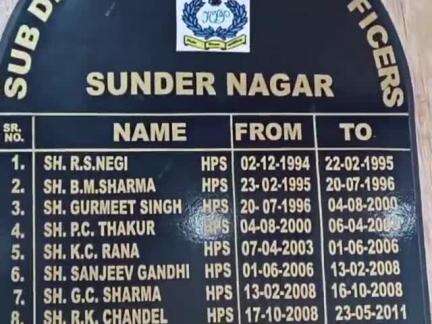 SUB DI
FFICERS
SUNDER NAGAR
SR. NO. NAME FROM TO
1. SH. R.S.NEGI HPS 02-12-1994 22-02-1995
2. SH. B.M.SHARMA HPS 23-02-1995 20-07-1996
3. SH. GURMEET SINGH HPS 20-07-1996 04-08-2000
4. SH. P.C. THAKUR HPS 04-08-2000 06-04-200
5. SH. K.C. RANA HPS 07-04-2003 01-06-2006
6. SH. SANJEEV GANDHI HPS 01-06-2006 13-02-2008
7. SH. G.C. SHARMA HPS 13-02-2008 16-10-2008
8. SH. R.K. CHANDEL HPS 17-10-2008 23-05-2011